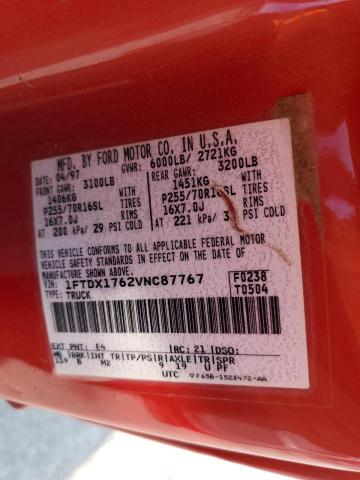 MFD. BY FORD MOTOR CO. IN U.S.A.
DATE: 04/97 GVWR: 6000LB/ 2721KG
FRONT GAWR: 3100LB REAR GAWR: 3200LB
1406KG WITH 1451KG WITH
P255/70R16SL TIRES P255/70R16SL TIRES
16X7.0J RIMS 16X7.0J RIMS
AT 200 kPa/ 29 PSI COLD AT 221 kPa/ PSI COLD
THIS VEHICLE CONFORMS TO ALL APPLICABLE FEDERAL MOTOR
VEHICLE SAFETY STANDARDS IN EFFECT ON THE DATE OF
MANUFACTURE SHOWN ABOVE.
VIN: 1FTDX1762VNC87767 F0238
TYPE: TRUCK T0504
EXT PNT: E4 RC: 21 DSO:
WB BRK INT TR TP/PS R AXLE TR SPR
139 B M2 9 19 U PF
UTC